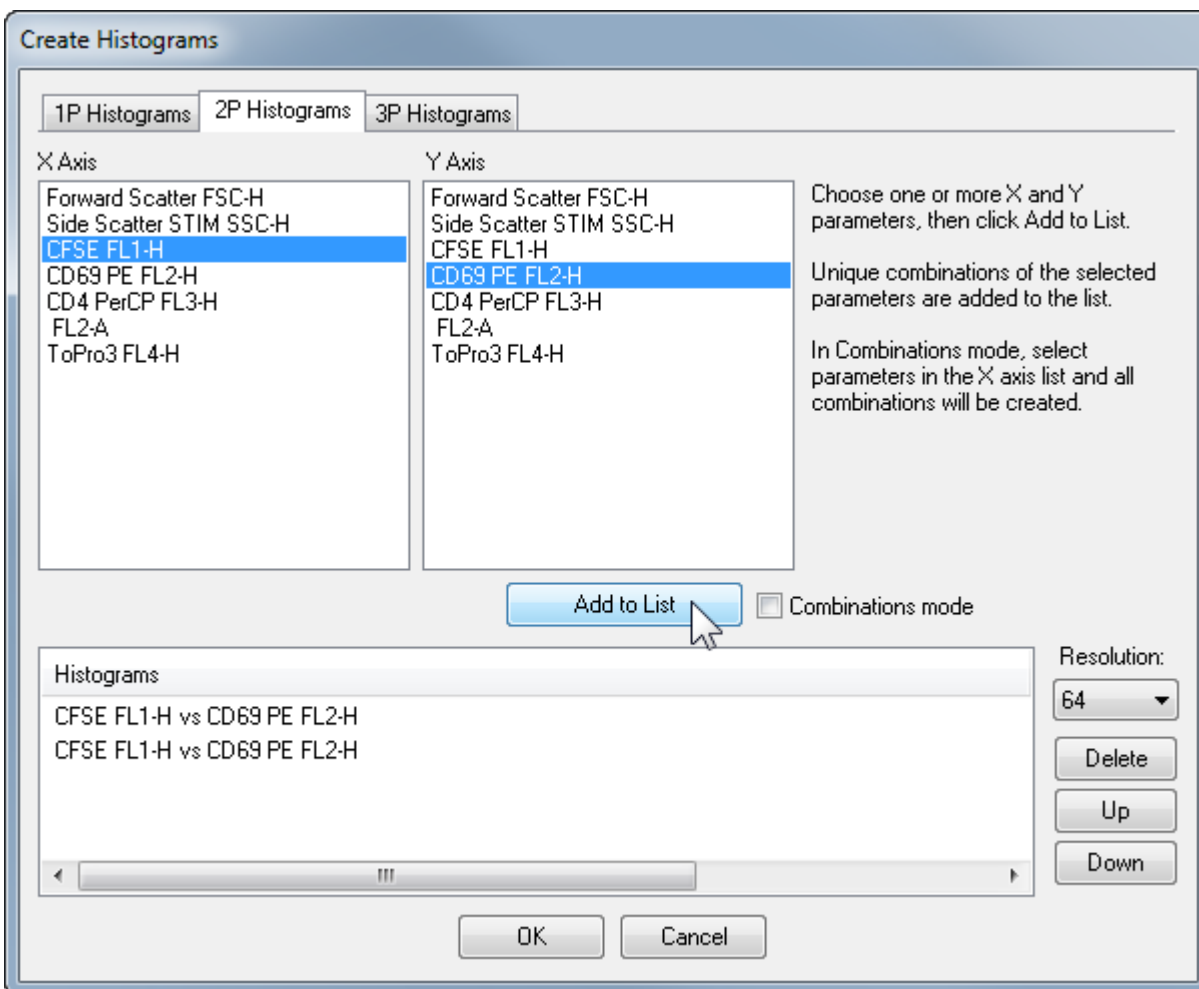 Create Histograms
1P Histograms
2P Histograms
3P Histograms
X Axis
Forward Scatter FSC-H
Side Scatter STIM SSC-H
CFSE FL1-H
CD69 PE FL2-H
CD4 PerCP FL3-H
FL2-A
ToPro3 FL4-H
Y Axis
Forward Scatter FSC-H
Side Scatter STIM SSC-H
CFSE FL1-H
CD69 PE FL2-H
CD4 PerCP FL3-H
FL2-A
ToPro3 FL4-H
Choose one or more X and Y
parameters, then click Add to List.
Unique combinations of the selected
parameters are added to the list.
In Combinations mode, select
parameters in the X axis list and all
combinations will be created.
Add to List
Combinations mode
Histograms
CFSE FL1-H vs CD69 PE FL2-H
CFSE FL1-H vs CD69 PE FL2-H
Resolution:
64
Delete
Up
Down
OK
Cancel